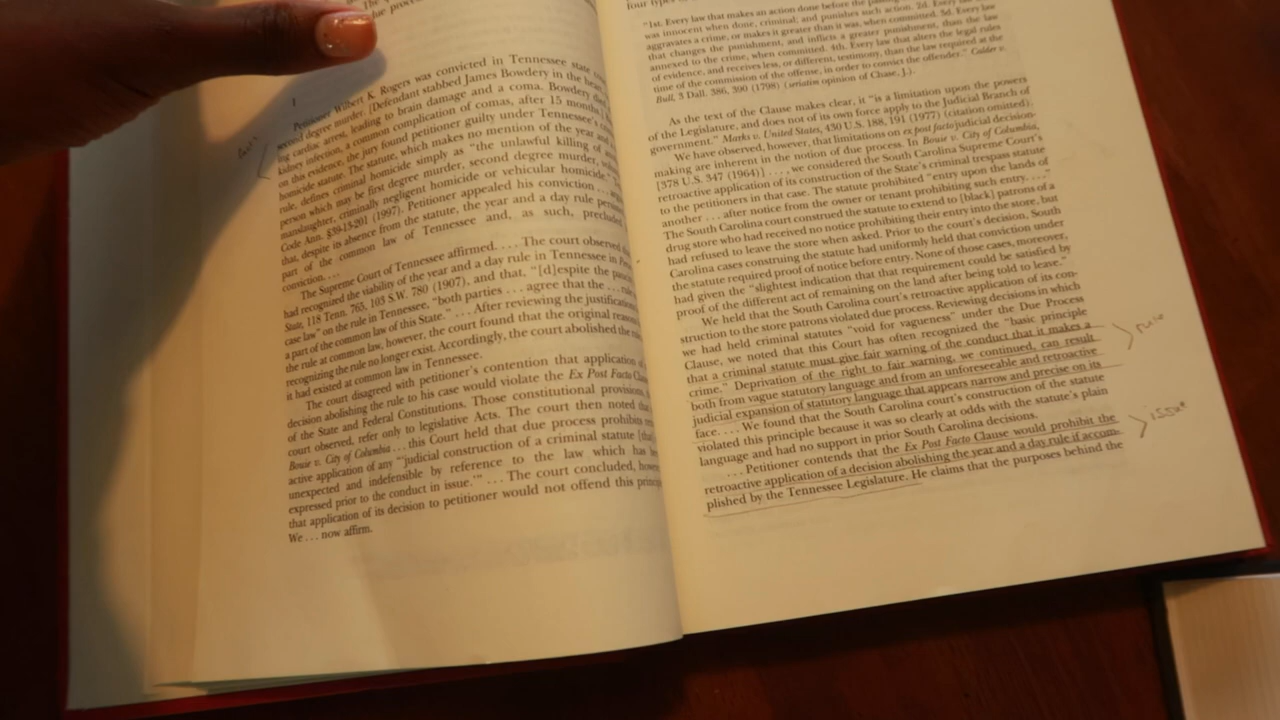 The
due proce
I
Petitioner Wilbert K. Rogers was convicted in Tennessee state
second degree murder. [Defendant stabbed James Bowdery in the
ing cardiac arrest, leading to brain damage and a coma. Bowdery
kidney infection, a common complication of comas, after 15 months
on this evidence, the jury found petitioner guilty under Tennessee's
homicide statute. The statute, which makes no mention of the year and
rule, defines criminal homicide simply as "the unlawful killing of
person which may be first degree murder, second degree murder,
manslaughter, criminally negligent homicide or vehicular homicide."
Code Ann. §39-13-201 (1997). Petitioner appealed his conviction . . .
that, despite its absence from the statute, the year and a day rule
part of the common law of Tennessee and, as such,
conviction. . . .
The Supreme Court of Tennessee affirmed. . . . The court observed
had recognized the viability of the year and a day rule in Tennessee in
State, 118 Tenn. 765, 103 S.W. 780 (1907), and that, "[d]espite the
case law" on the rule in Tennessee, "both parties . . . agree that the . . .
a part of the common law of this State." . . . After reviewing the justification
the rule at common law, however, the court found that the original
recognizing the rule no longer exist. Accordingly, the court abolished the
it had existed at common law in Tennessee.
The court disagreed with petitioner's contention that application
decision abolishing the rule to his case would violate the Ex Post Facto
of the State and Federal Constitutions. Those constitutional
court observed, refer only to legislative Acts. The court then noted
Bouie v. City of Columbia . . . this Court held that due process prohibits
active application of any "'judicial construction of a criminal statute
unexpected and indefensible by reference to the law which has
expressed prior to the conduct in issue.'" . . . The court concluded,
that application of its decision to petitioner would not offend this
We . . . now affirm.
four types
"1st. Every law that makes an action done before the
was innocent when done, criminal; and punishes such action. 2d. Every law
aggravates a crime, or makes it greater than it was, when committed. 3d. Every law
that changes the punishment, and inflicts a greater punishment, than the law
annexed to the crime, when committed. 4th. Every law that alters the legal rules
of evidence, and receives less, or different, testimony, than the law required at the
time of the commission of the offense, in order to convict the offender." Calder v.
Bull, 3 Dall. 386, 390 (1798) (seriatim opinion of Chase, J.).
As the text of the Clause makes clear, it "is a limitation upon the powers
of the Legislature, and does not of its own force apply to the Judicial Branch of
government." Marks v. United States, 430 U.S. 188, 191 (1977) (citation omitted).
We have observed, however, that limitations on ex post facto judicial decision-
making are inherent in the notion of due process. In Bouie v. City of Columbia,
[378 U.S. 347 (1964)] . . . , we considered the South Carolina Supreme Court's
retroactive application of its construction of the State's criminal trespass statute
to the petitioners in that case. The statute prohibited "entry upon the lands of
another . . . after notice from the owner or tenant prohibiting such entry. . . ."
The South Carolina court construed the statute to extend to [black] patrons of a
drug store who had received no notice prohibiting their entry into the store, but
had refused to leave the store when asked. Prior to the court's decision, South
Carolina cases construing the statute had uniformly held that conviction under
the statute required proof of notice before entry. None of those cases, moreover,
had given the "slightest indication that that requirement could be satisfied by
proof of the different act of remaining on the land after being told to leave."
We held that the South Carolina court's retroactive application of its con-
struction to the store patrons violated due process. Reviewing decisions in which
we had held criminal statutes "void for vagueness" under the Due Process
Clause, we noted that this Court has often recognized the "basic principle
that a criminal statute must give fair warning of the conduct that it makes a
crime." Deprivation of the right to fair warning, we continued, can result
both from vague statutory language and from an unforeseeable and retroactive
judicial expansion of statutory language that appears narrow and precise on its
face. . . . We found that the South Carolina court's construction of the statute
violated this principle because it was so clearly at odds with the statute's plain
language and had no support in prior South Carolina decisions.
. . . Petitioner contends that the Ex Post Facto Clause would prohibit the
retroactive application of a decision abolishing the year and a day rule if accom-
plished by the Tennessee Legislature. He claims that the purposes behind the
rule
issue